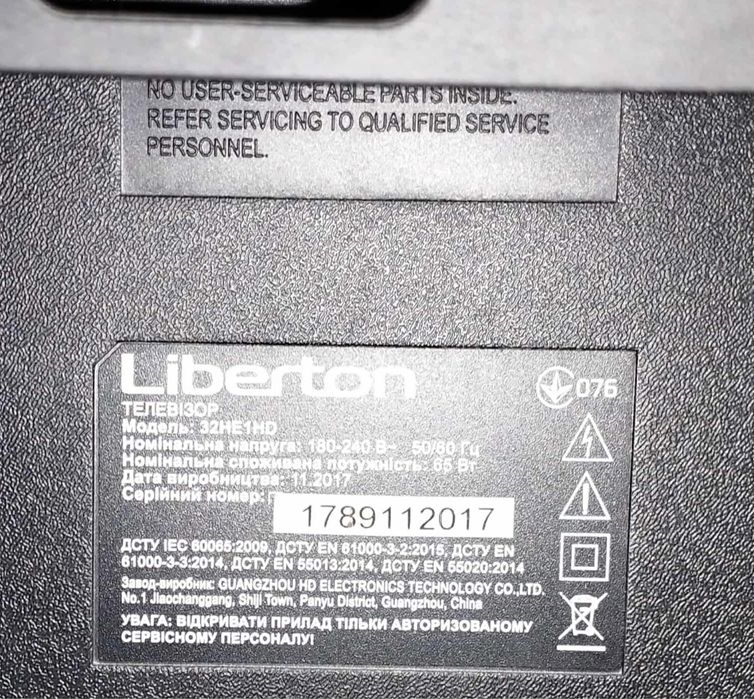 NO USER-SERVICEABLE PARTS INSIDE.
REFER SERVICING TO QUALIFIED SERVICE
PERSONNEL.
Liberton
076
ТЕЛЕВІЗОР
Модель: 32HE1HD
Номінальна напруга: 180-240 В~ 50/60 Гц
Номінальна споживана потужність: 65 Вт
Дата виробництва: 11.2017
Серійний номер:
1789112017
ДСТУ IEC 60065:2009, ДСТУ EN 61000-3-2:2015, ДСТУ EN
61000-3-3:2014, ДСТУ EN 55013:2014, ДСТУ EN 55020:2014
Завод-виробник: GUANGZHOU HD ELECTRONICS TECHNOLOGY CO.,LTD.
No.1 Jiaochanggang, Shiji Town, Panyu District, Guangzhou, China
УВАГА: ВІДКРИВАТИ ПРИЛАД ТІЛЬКИ АВТОРИЗОВАНОМУ
СЕРВІСНОМУ ПЕРСОНАЛУ!